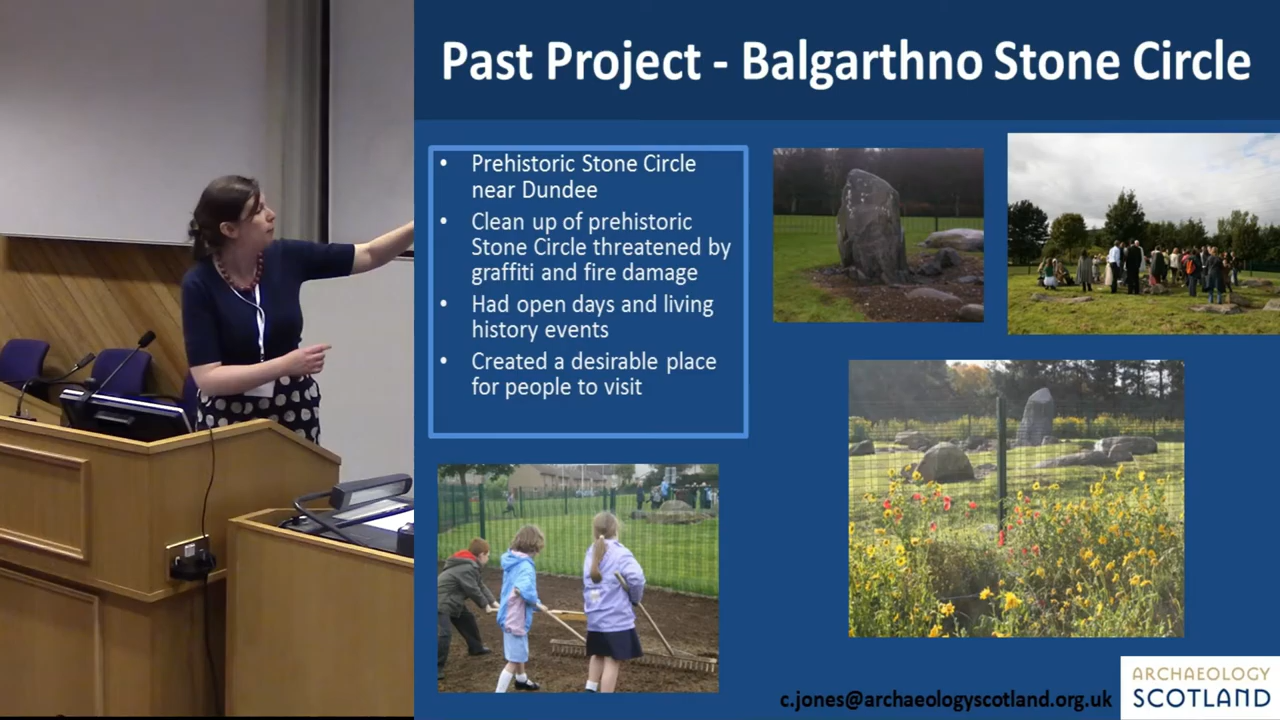 Past Project - Balgarthno Stone Circle
• Prehistoric Stone Circle
near Dundee
• Clean up of prehistoric
Stone Circle threatened by
graffiti and fire damage
• Had open days and living
history events
• Created a desirable place
for people to visit
c.jones@archaeologyscotland.org.uk
ARCHAEOLOGY
SCOTLAND